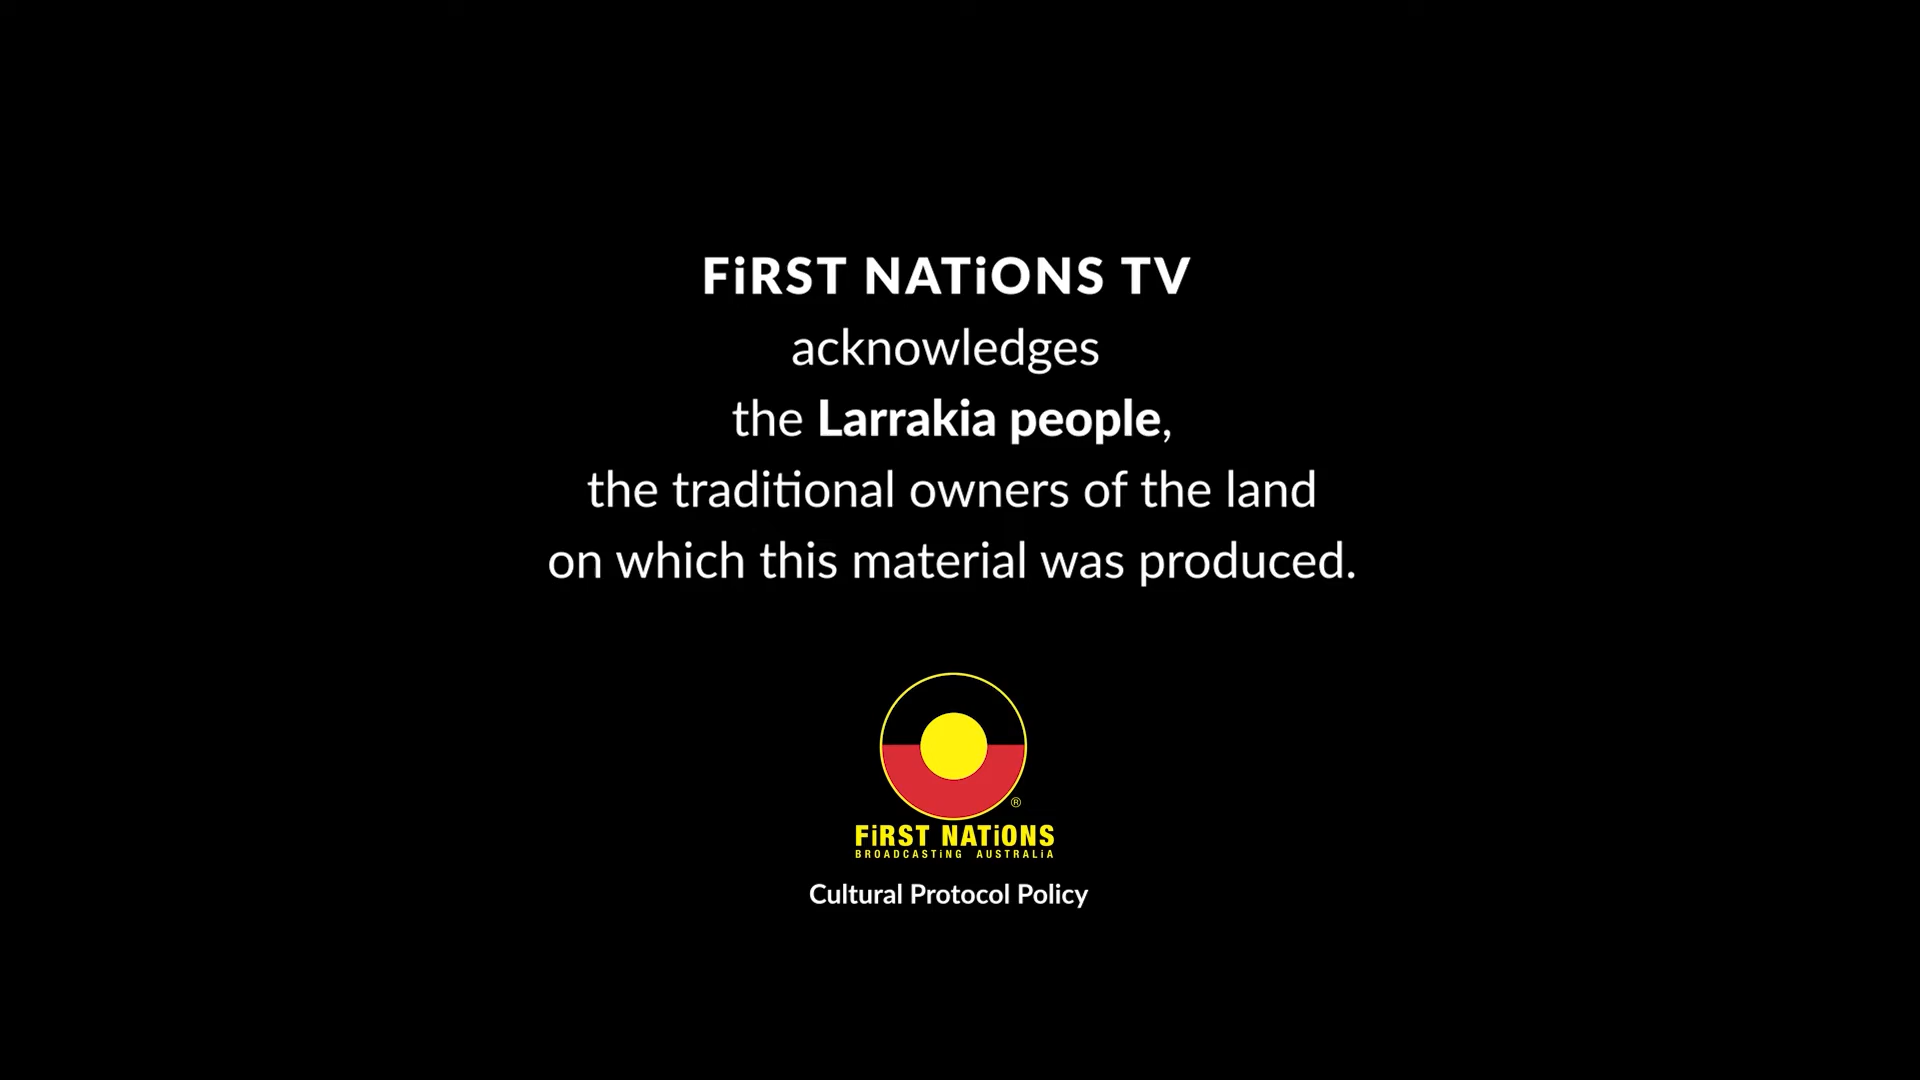 FiRST NATiONS TV
acknowledges
the Larrakia people,
the traditional owners of the land
on which this material was produced.
®
FiRST NATiONS
BROADCASTiNG AUSTRALiA
Cultural Protocol Policy